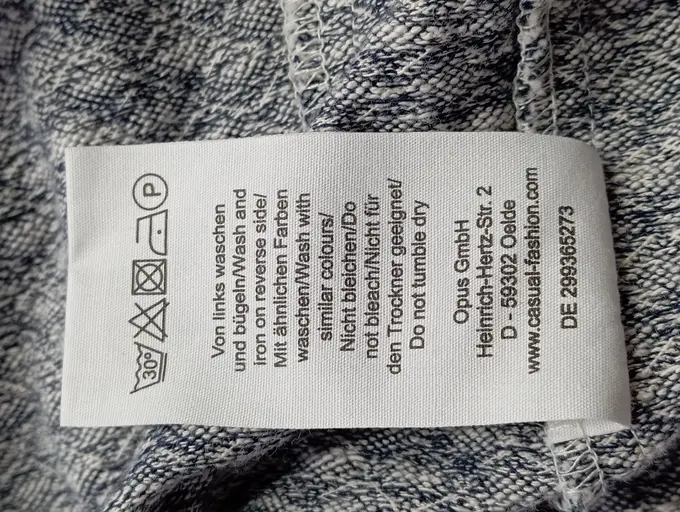 30°
P
Von links waschen
und bügeln/Wash and
iron on reverse side/
Mit ähnlichen Farben
waschen/Wash with
similar colours/
Nicht bleichen/Do
not bleach/Nicht für
den Trockner geeignet/
Do not tumble dry
Opus GmbH
Heinrich-Hertz-Str. 2
D - 59302 Oelde
www.casual-fashion.com
DE 299365273